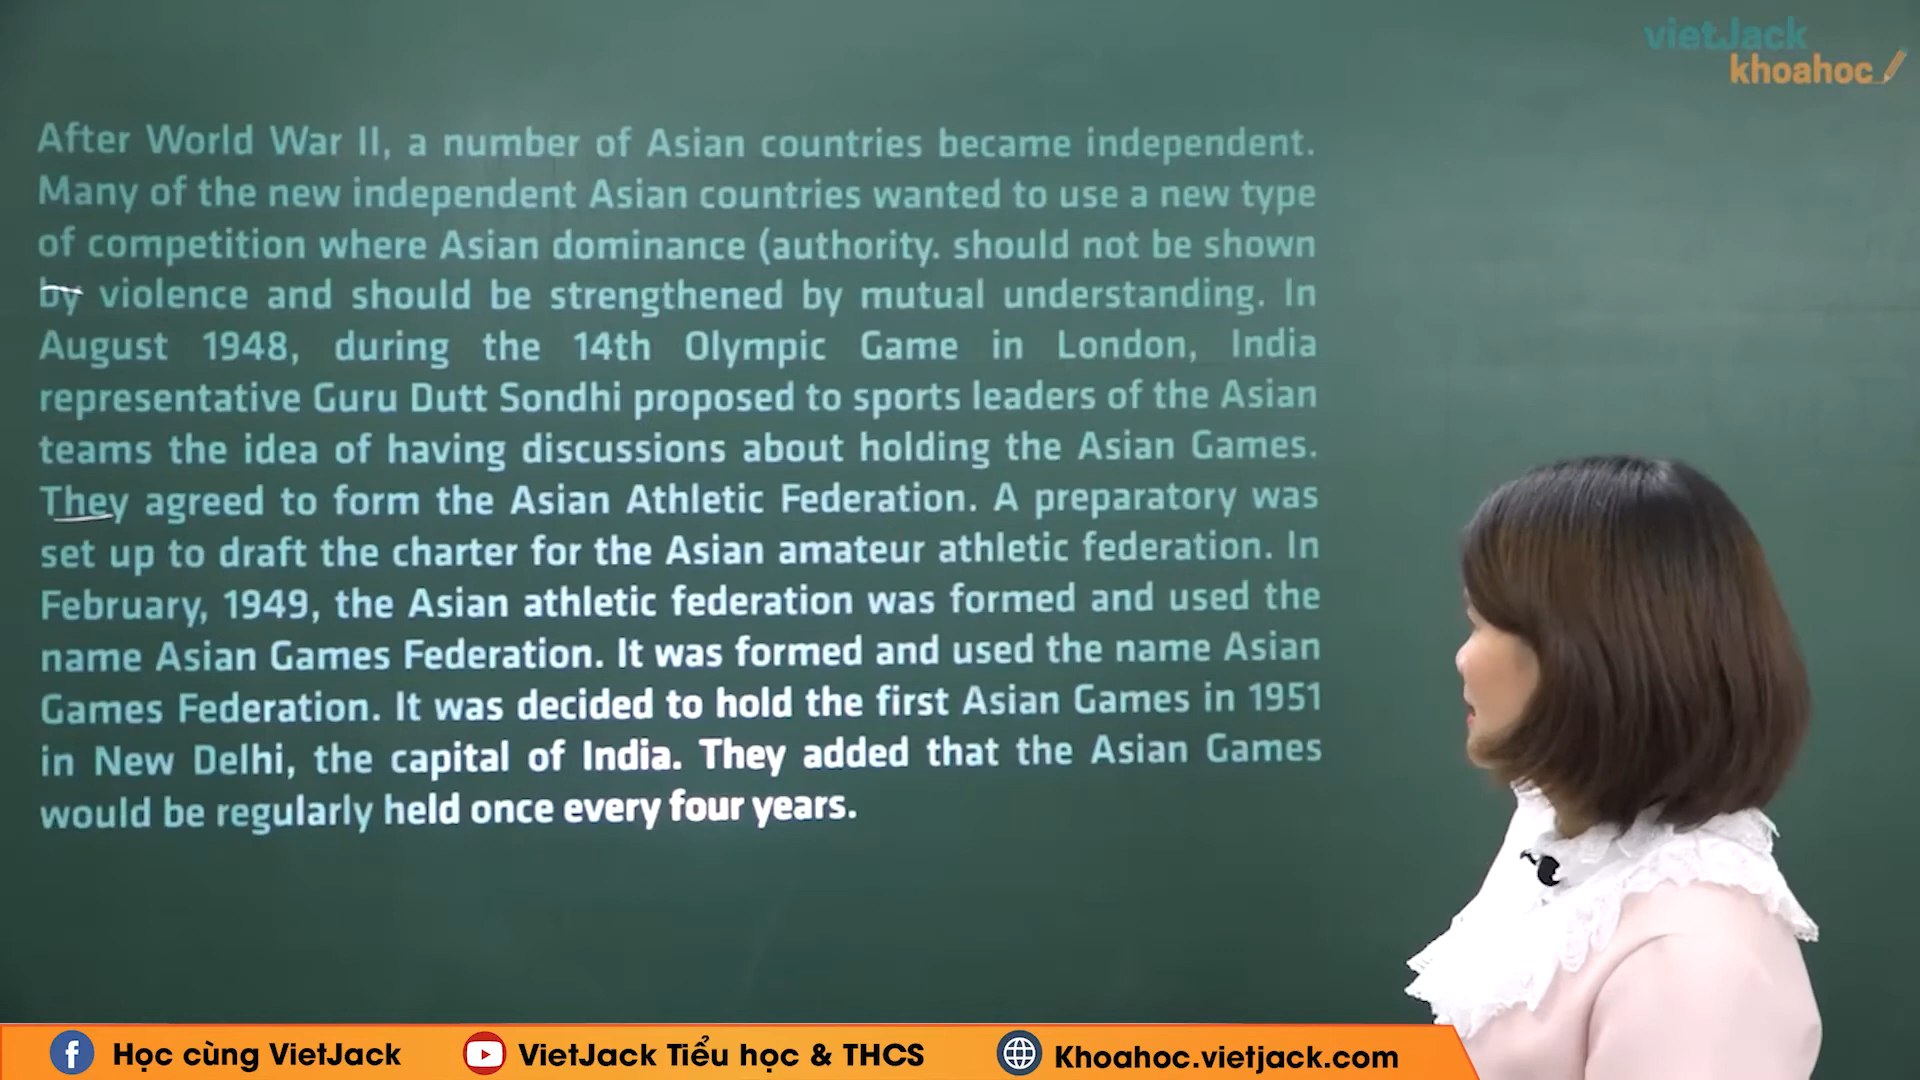 vietJack
khoahoc
After World War II, a number of Asian countries became independent.
Many of the new independent Asian countries wanted to use a new type
of competition where Asian dominance (authority. should not be shown
by violence and should be strengthened by mutual understanding. In
August 1948, during the 14th Olympic Game in London, India
representative Guru Dutt Sondhi proposed to sports leaders of the Asian
teams the idea of having discussions about holding the Asian Games.
They agreed to form the Asian Athletic Federation. A preparatory was
set up to draft the charter for the Asian amateur athletic federation. In
February, 1949, the Asian athletic federation was formed and used the
name Asian Games Federation. It was formed and used the name Asian
Games Federation. It was decided to hold the first Asian Games in 1951
in New Delhi, the capital of India. They added that the Asian Games
would be regularly held once every four years.
Học cùng VietJack
VietJack Tiểu học & THCS
Khoahoc.vietjack.com